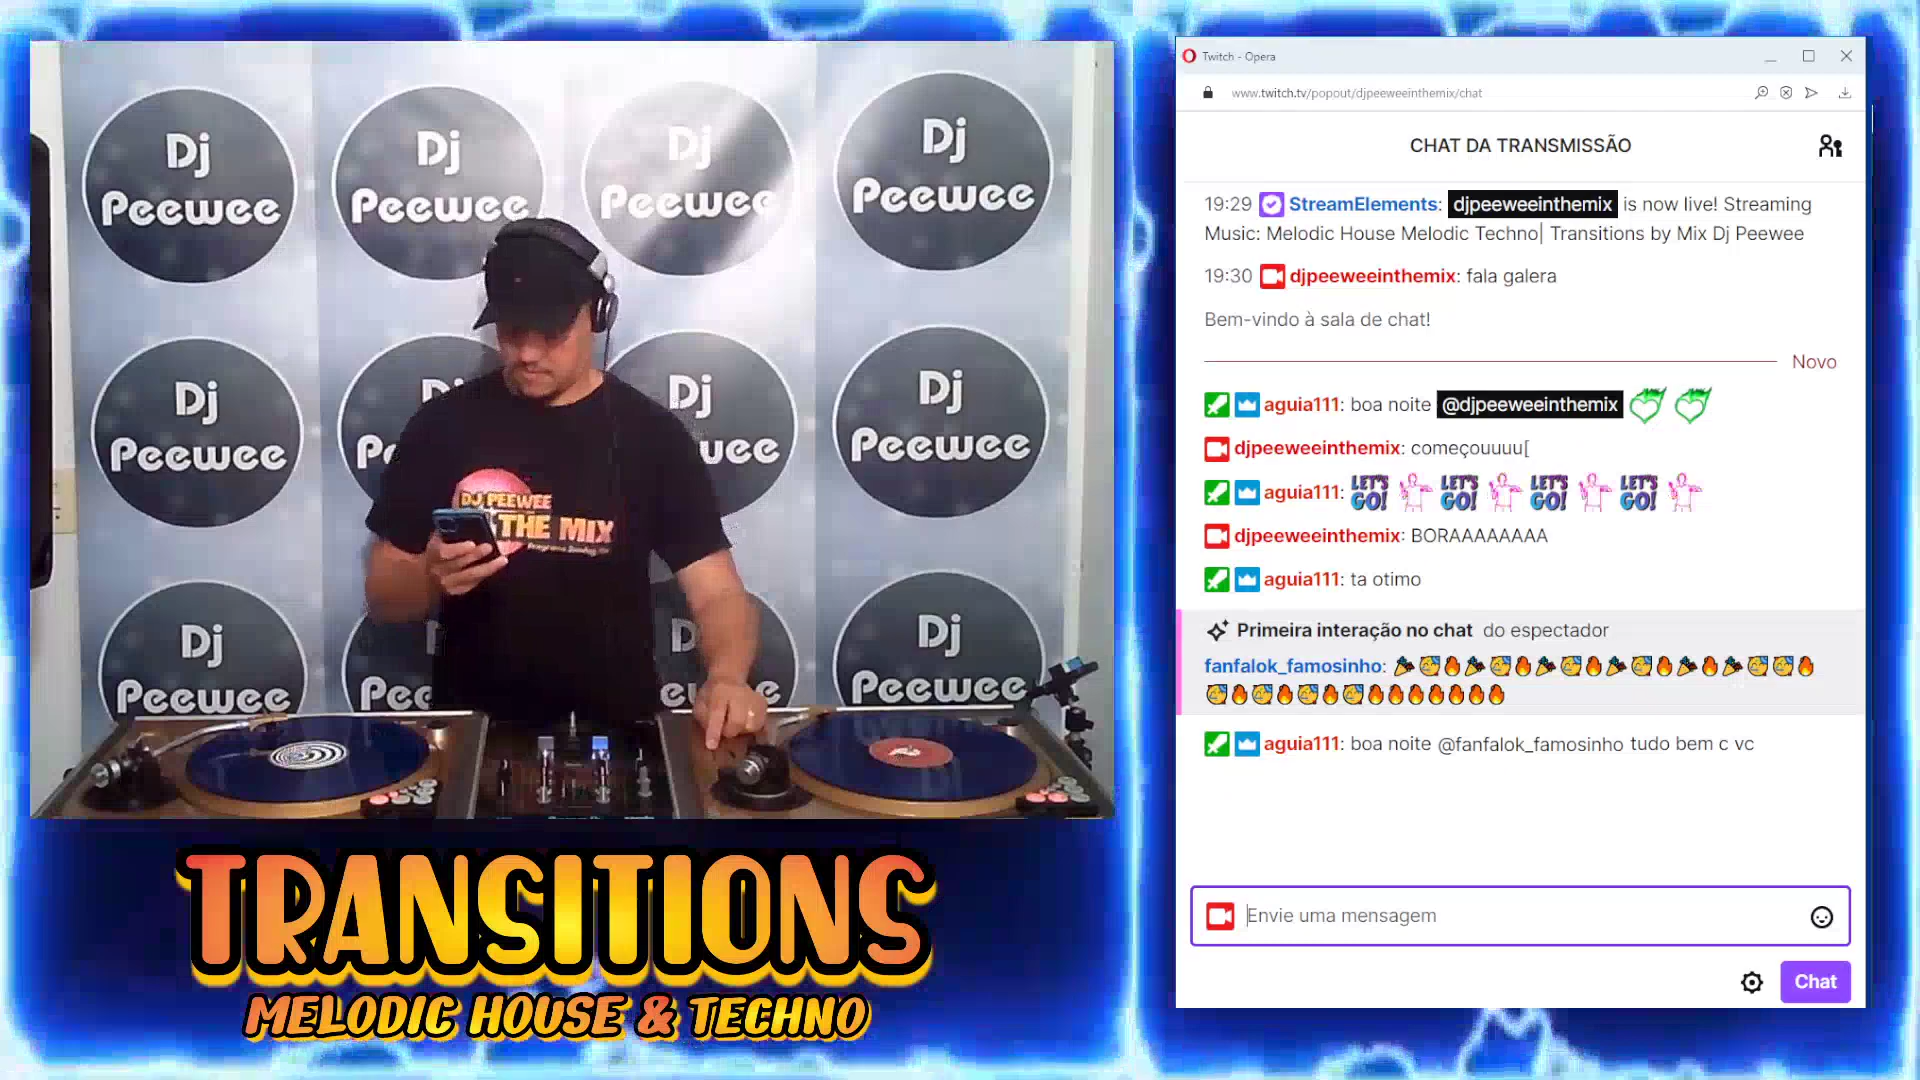 Dj
Peewee
Dj
Peewee
Dj
Peewee
Dj
Peewee
Dj
Peewee
Dj
Peewee
Dj
Peewee
Dj
Peewee
Dj
Peewee
DJ PEEWEE
THE MIX
TRANSITIONS
MELODIC HOUSE & TECHNO
Twitch - Opera
www.twitch.tv/popout/djpeeweeinthemix/chat
CHAT DA TRANSMISSÃO
19:29 StreamElements: djpeeweeinthemix is now live! Streaming
Music: Melodic House Melodic Techno| Transitions by Mix Dj Peewee
19:30 djpeeweeinthemix: fala galera
Bem-vindo à sala de chat!
Novo
aguia111: boa noite @djpeeweeinthemix
djpeeweeinthemix: começouuuu[
aguia111: LET'S GO! LET'S GO! LET'S GO! LET'S GO!
djpeeweeinthemix: BORAAAAAAAA
aguia111: ta otimo
Primeira interação no chat do espectador
fanfalok_famosinho:
aguia111: boa noite @fanfalok_famosinho tudo bem c vc
Envie uma mensagem
Chat